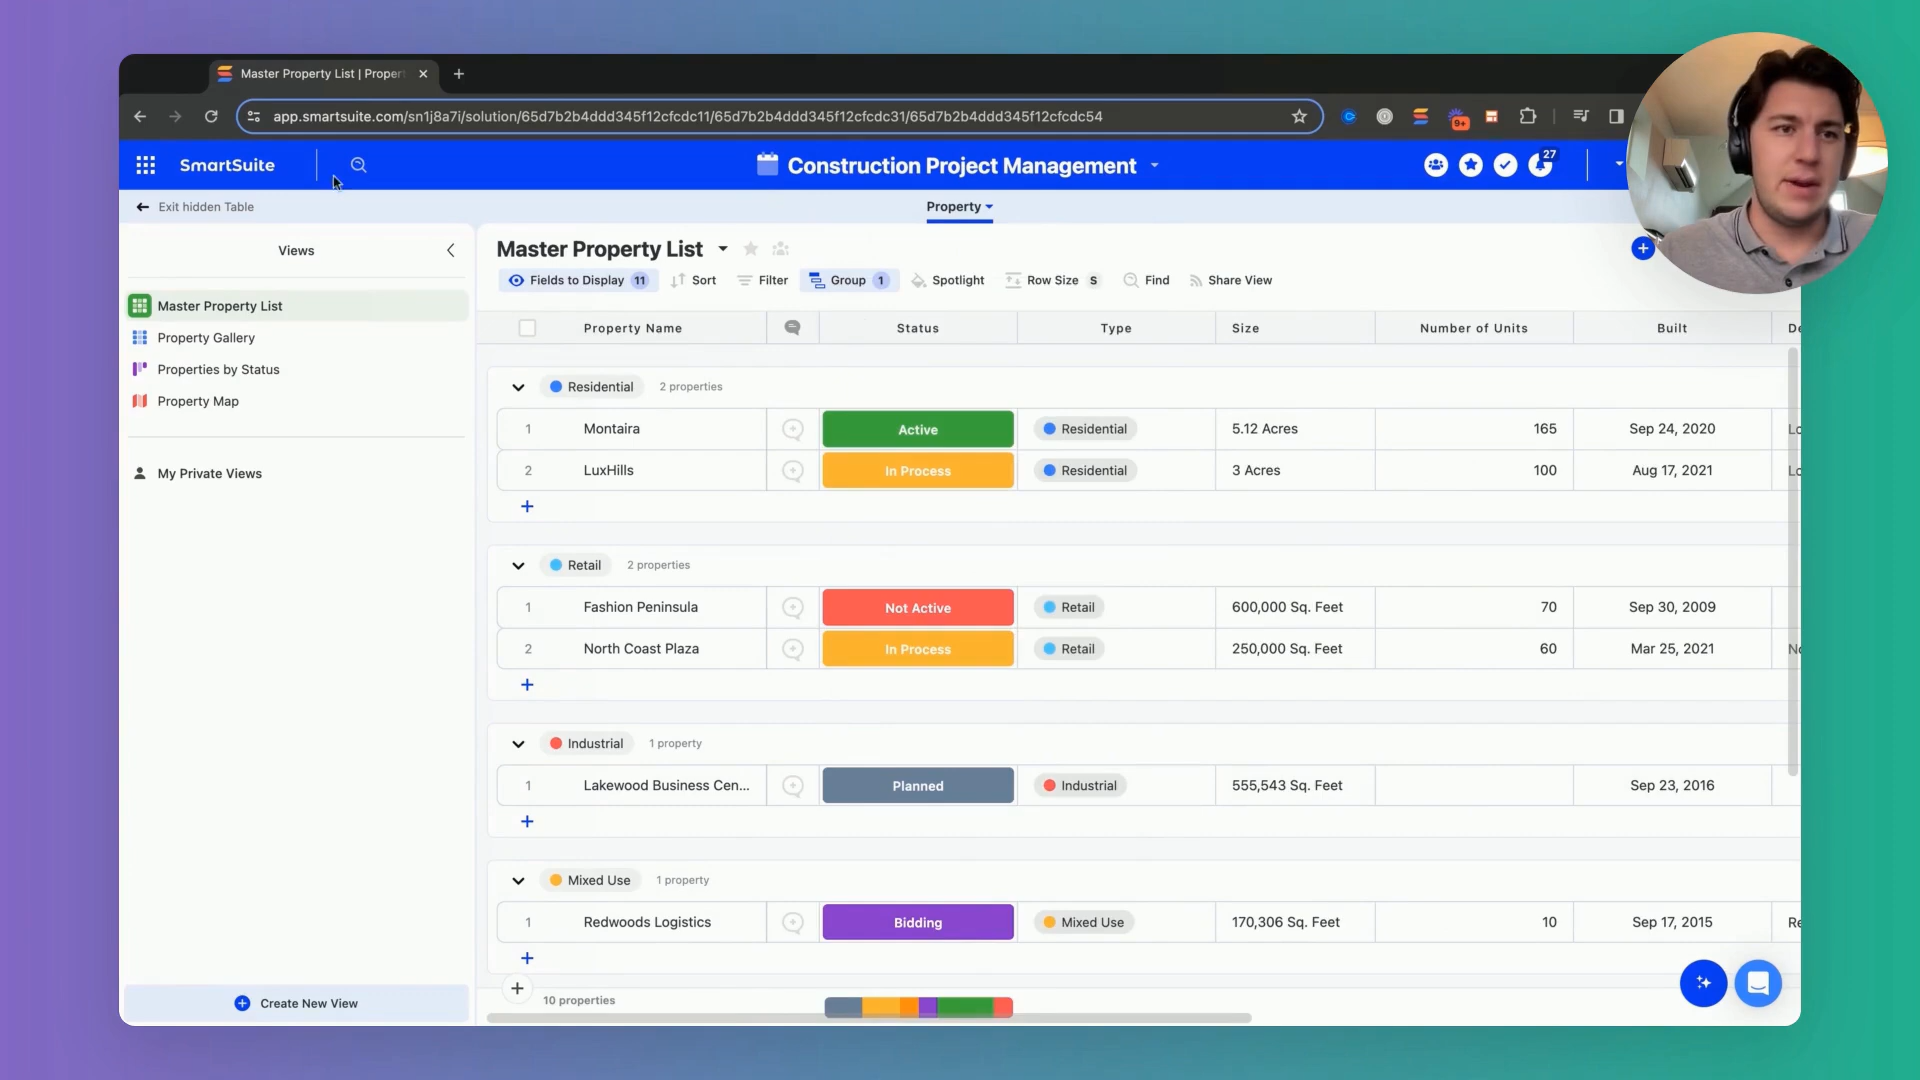 Master Property List | Proper
app.smartsuite.com/sn1j8a7i/solution/65d7b2b4ddd345f12cfcdc11/65d7b2b4ddd345f12cfcdc31/65d7b2b4ddd345f12cfcdc54
9+
SmartSuite
Construction Project Management
27
Exit hidden Table
Property
Views
Master Property List
Property Gallery
Properties by Status
Property Map
My Private Views
Create New View
Master Property List
Fields to Display 11 Sort Filter Group 1 Spotlight Row Size S Find Share View
Property Name Status Type Size Number of Units Built De
Residential 2 properties
1 Montaira Active Residential 5.12 Acres 165 Sep 24, 2020 Lo
2 LuxHills In Process Residential 3 Acres 100 Aug 17, 2021 Lo
Retail 2 properties
1 Fashion Peninsula Not Active Retail 600,000 Sq. Feet 70 Sep 30, 2009
2 North Coast Plaza In Process Retail 250,000 Sq. Feet 60 Mar 25, 2021 No
Industrial 1 property
1 Lakewood Business Cen... Planned Industrial 555,543 Sq. Feet Sep 23, 2016
Mixed Use 1 property
1 Redwoods Logistics Bidding Mixed Use 170,306 Sq. Feet 10 Sep 17, 2015 Re
10 properties